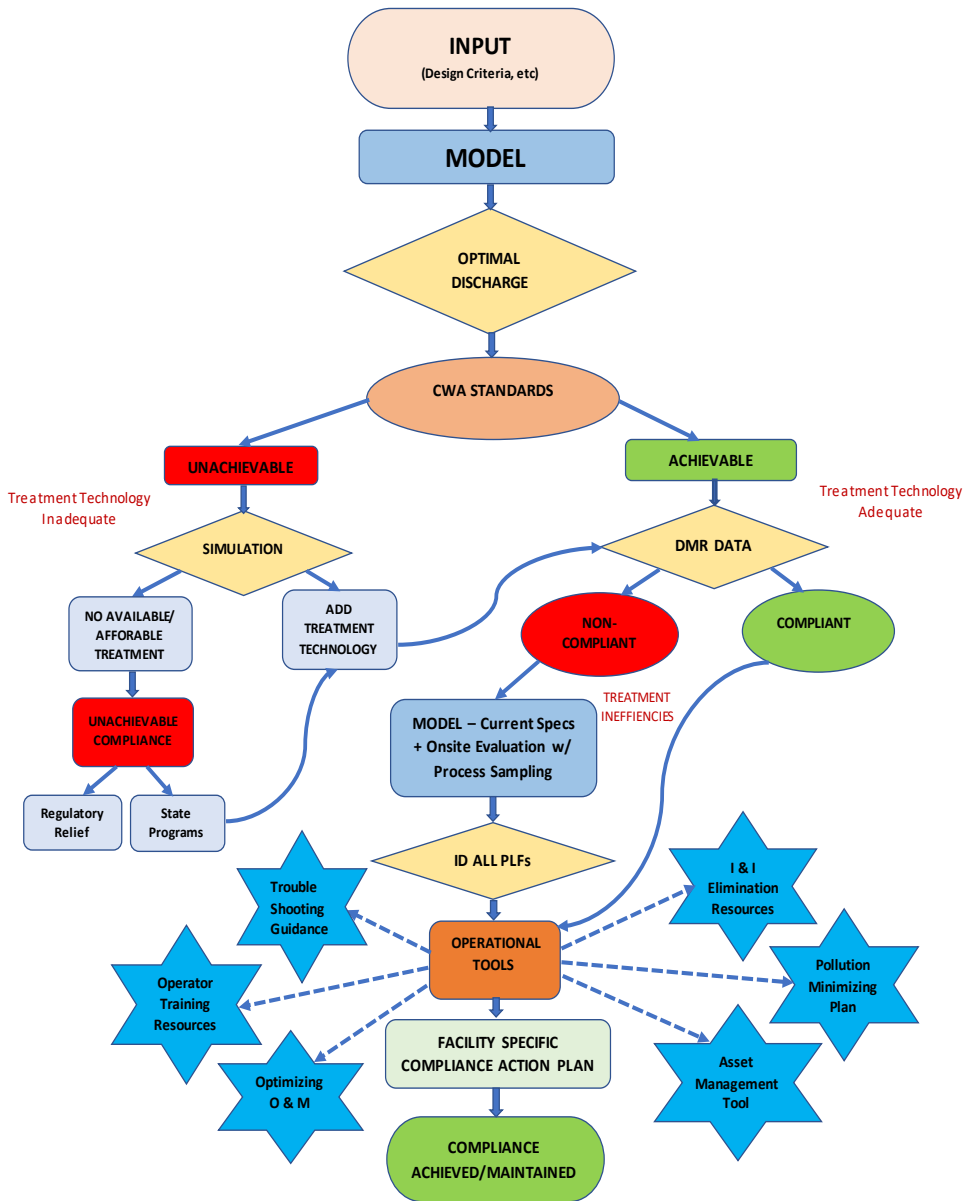 INPUT
(Design Criteria, etc)
MODEL
OPTIMAL
DISCHARGE
CWA STANDARDS
UNACHIEVABLE
ACHIEVABLE
Treatment Technology
Inadequate
Treatment Technology
Adequate
SIMULATION
DMR DATA
NO AVAILABLE/
AFFORABLE
TREATMENT
ADD
TREATMENT
TECHNOLOGY
NON-
COMPLIANT
COMPLIANT
TREATMENT
INEFFIENCIES
UNACHIEVABLE
COMPLIANCE
MODEL – Current Specs
+ Onsite Evaluation w/
Process Sampling
Regulatory
Relief
State
Programs
ID ALL PLFs
Trouble
Shooting
Guidance
I & I
Elimination
Resources
OPERATIONAL
TOOLS
Operator
Training
Resources
Pollution
Minimizing
Plan
FACILITY SPECIFIC
COMPLIANCE ACTION PLAN
Optimizing
O & M
Asset
Management
Tool
COMPLIANCE
ACHIEVED/MAINTAINED